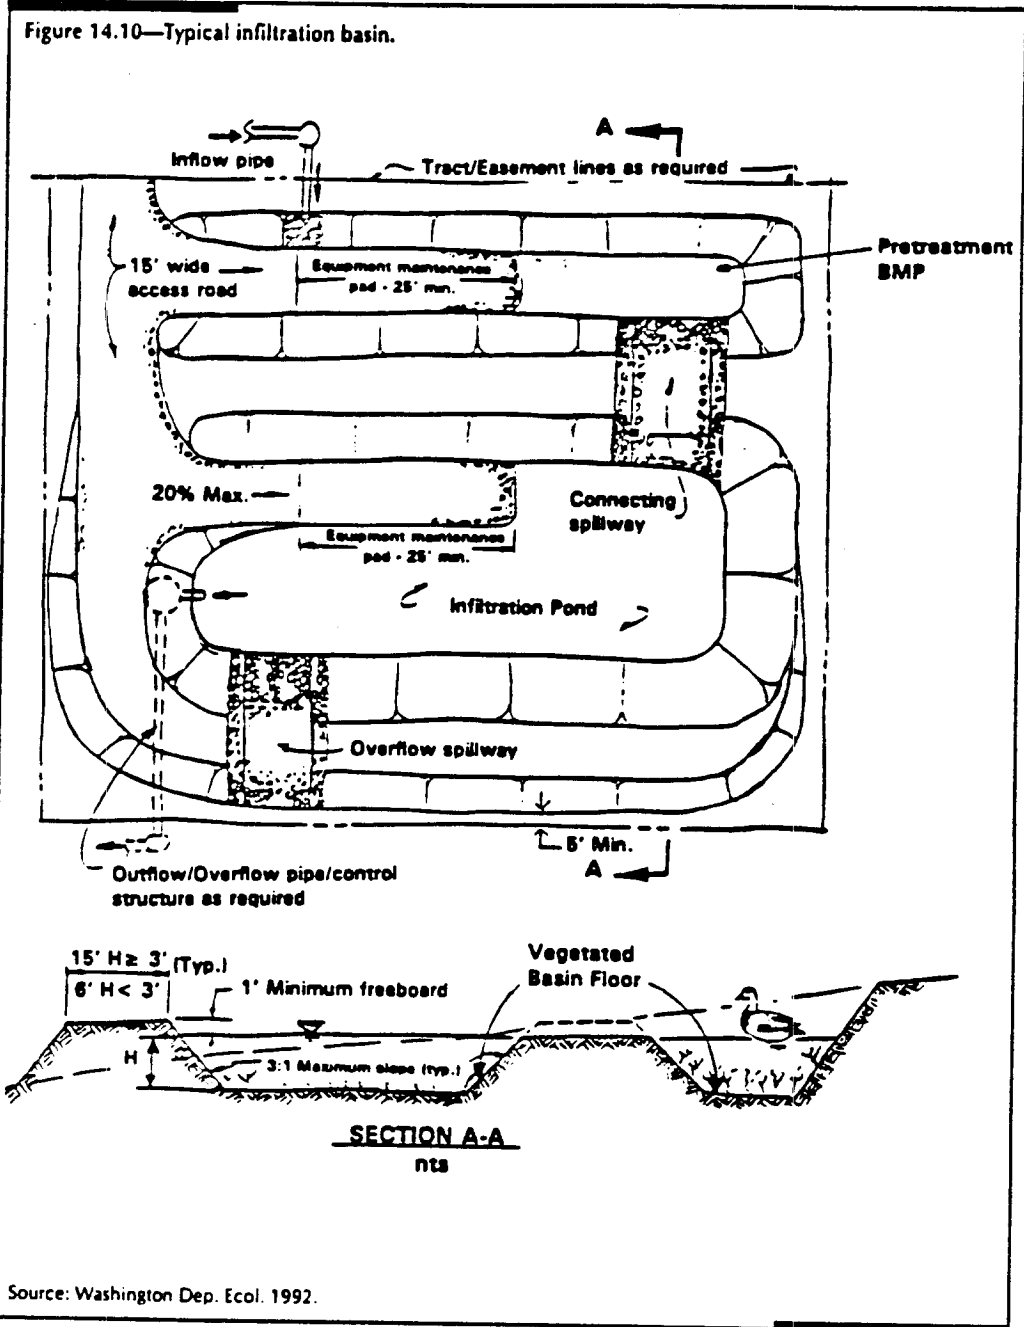 Figure 14.10—Typical infiltration basin.
A
Inflow pipe
Tract/Easement lines as required
Pretreatment
BMP
15' wide
access road
Equipment maintenance
pad - 25' min.
20% Max.
Connecting
spillway
Equipment maintenance
pad - 25' min.
Infiltration Pond
Overflow spillway
5' Min.
A
Outflow/Overflow pipe/control
structure as required
Vegetated
Basin Floor
15' H≥ 3' (Typ.)
6' H< 3'
1' Minimum freeboard
H
3:1 Maximum slope (typ.)
SECTION A-A
nts
Source: Washington Dep. Ecol. 1992.